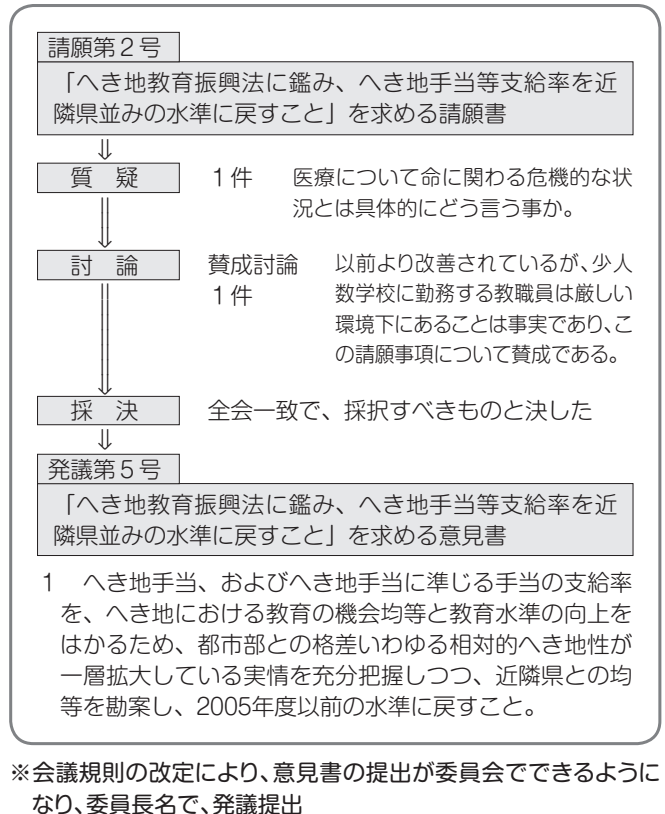 請願第2号
「へき地教育振興法に鑑み、へき地手当等支給率を近
隣県並みの水準に戻すこと」を求める請願書
⇓
質 疑 1件 医療について命に関わる危機的な状
況とは具体的にどう言う事か。
⇓
討 論 賛成討論 以前より改善されているが、少人
1件 数学校に勤務する教職員は厳しい
環境下にあることは事実であり、こ
の請願事項について賛成である。
⇓
採 決 全会一致で、採択すべきものと決した
⇓
発議第5号
「へき地教育振興法に鑑み、へき地手当等支給率を近
隣県並みの水準に戻すこと」を求める意見書
1 へき地手当、およびへき地手当に準じる手当の支給率
を、へき地における教育の機会均等と教育水準の向上を
はかるため、都市部との格差いわゆる相対的へき地性が
一層拡大している実情を充分把握しつつ、近隣県との均
等を勘案し、2005年度以前の水準に戻すこと。
※会議規則の改定により、意見書の提出が委員会でできるように
なり、委員長名で、発議提出